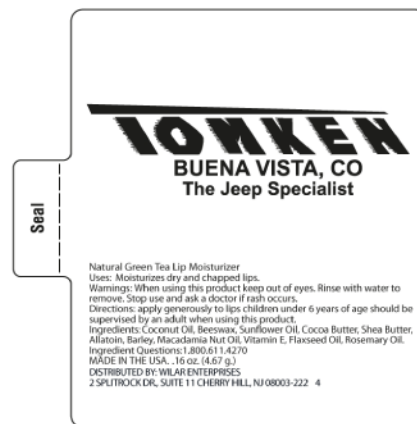 TOMKEN
BUENA VISTA, CO
The Jeep Specialist
Seal
Natural Green Tea Lip Moisturizer
Uses: Moisturizes dry and chapped lips.
Warnings: When using this product keep out of eyes. Rinse with water to
remove. Stop use and ask a doctor if rash occurs.
Directions: apply generously to lips children under 6 years of age should be
supervised by an adult when using this product.
Ingredients: Coconut Oil, Beeswax, Sunflower Oil, Cocoa Butter, Shea Butter,
Allatoin, Barley, Macadamia Nut Oil, Vitamin E, Flaxseed Oil, Rosemary Oil.
Ingredient Questions:1.800.611.4270
MADE IN THE USA. .16 oz. (4.67 g.)
DISTRIBUTED BY: WILAR ENTERPRISES
2 SPLITROCK DR., SUITE 11 CHERRY HILL, NJ 08003-222 4